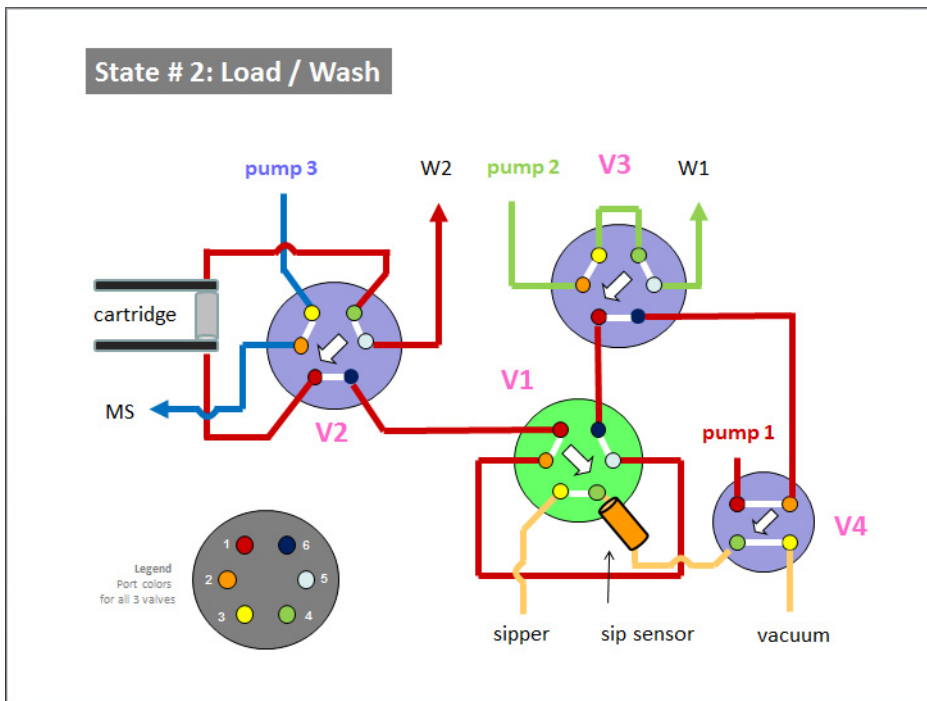 State # 2: Load / Wash
pump 3
W2
pump 2
V3
W1
cartridge
MS
V2
V1
pump 1
V4
Legend
Port colors
for all 3 valves
1
6
2
5
3
4
sipper
sip sensor
vacuum